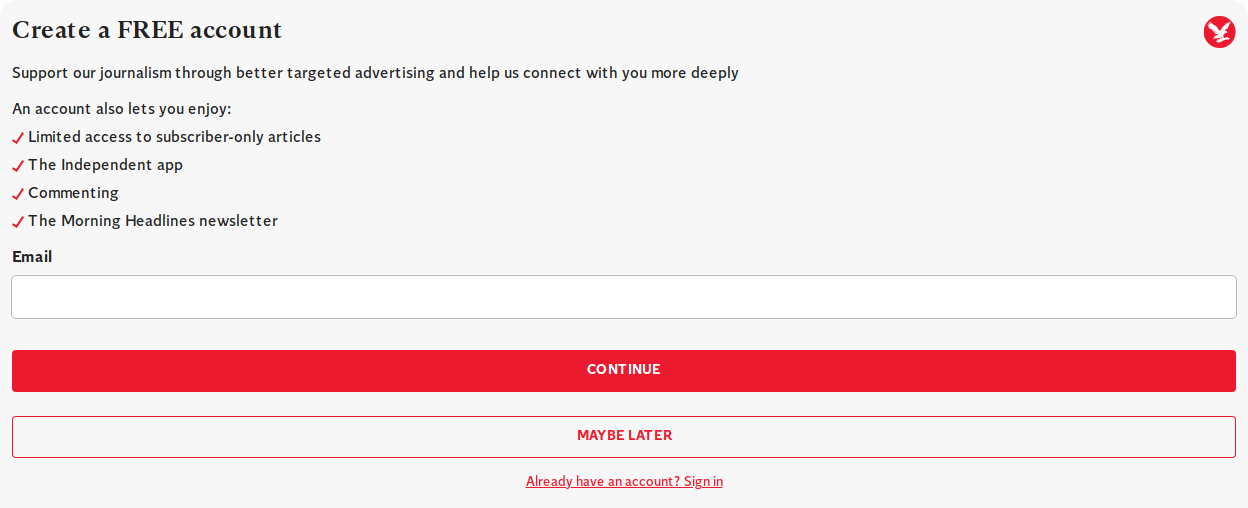 Create a FREE account
Support our journalism through better targeted advertising and help us connect with you more deeply
An account also lets you enjoy:
Limited access to subscriber-only articles
The Independent app
Commenting
The Morning Headlines newsletter
Email
CONTINUE
MAYBE LATER
Already have an account? Sign in